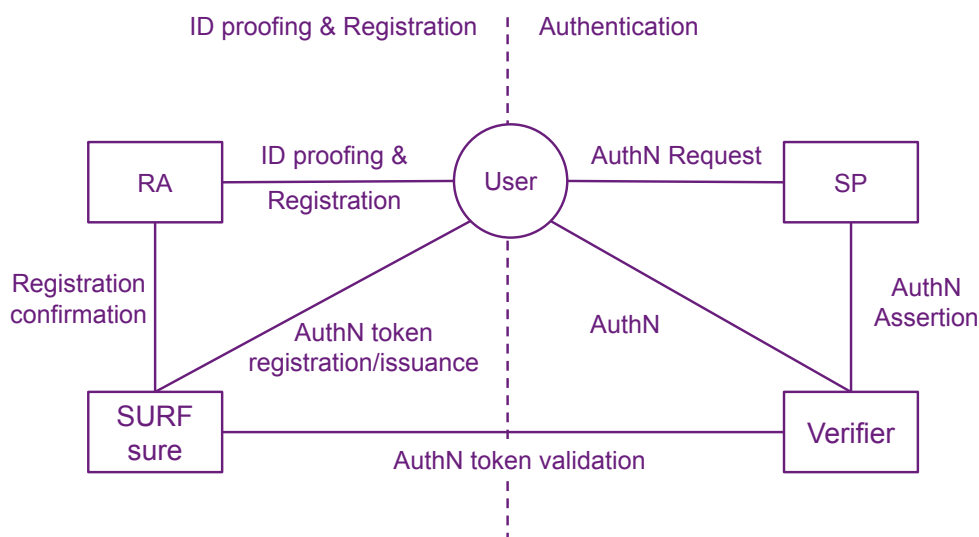 ID proofing & Registration
Authentication
ID proofing &
Registration
RA
User
AuthN Request
SP
Registration
confirmation
AuthN token
registration/issuance
AuthN
AuthN
Assertion
SURF
sure
Verifier
AuthN token validation